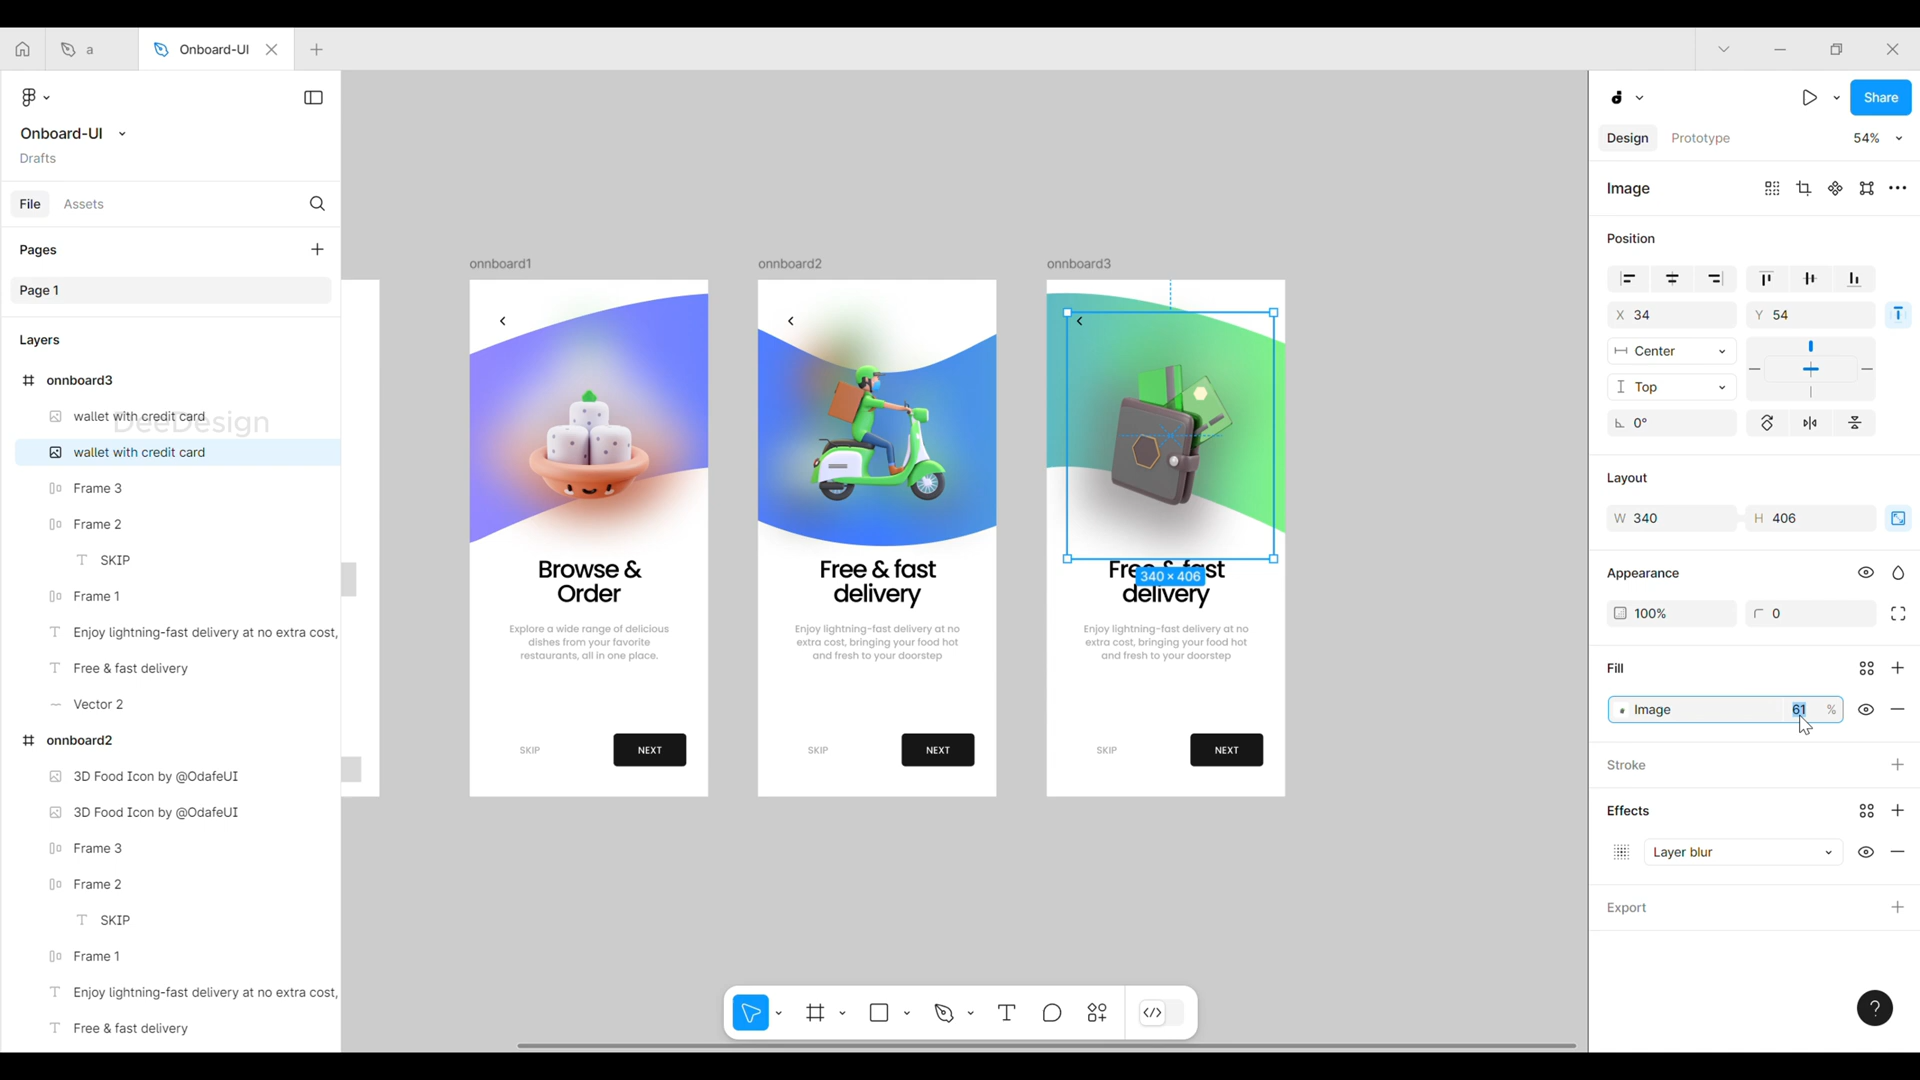 a
Onboard-UI
Onboard-UI
Drafts
File
Assets
Pages
Page 1
Layers
onnboard3
wallet with credit card
DeeDesign
wallet with credit card
Frame 3
Frame 2
SKIP
Frame 1
Enjoy lightning-fast delivery at no extra cost,
Free & fast delivery
Vector 2
onnboard2
3D Food Icon by @OdafeUI
3D Food Icon by @OdafeUI
Frame 3
Frame 2
SKIP
Frame 1
Enjoy lightning-fast delivery at no extra cost,
Free & fast delivery
onnboard1
Browse &
Order
Explore a wide range of delicious
dishes from your favorite
restaurants, all in one place.
SKIP
NEXT
onnboard2
Free & fast
delivery
Enjoy lightning-fast delivery at no
extra cost, bringing your food hot
and fresh to your doorstep
SKIP
NEXT
onnboard3
Free & fast
340 × 406
delivery
Enjoy lightning-fast delivery at no
extra cost, bringing your food hot
and fresh to your doorstep
SKIP
NEXT
d
Share
Design
Prototype
54%
Image
Position
X 34
Y 54
Center
Top
0°
Layout
W 340
H 406
Appearance
100%
0
Fill
Image
61 %
Stroke
Effects
Layer blur
Export
?